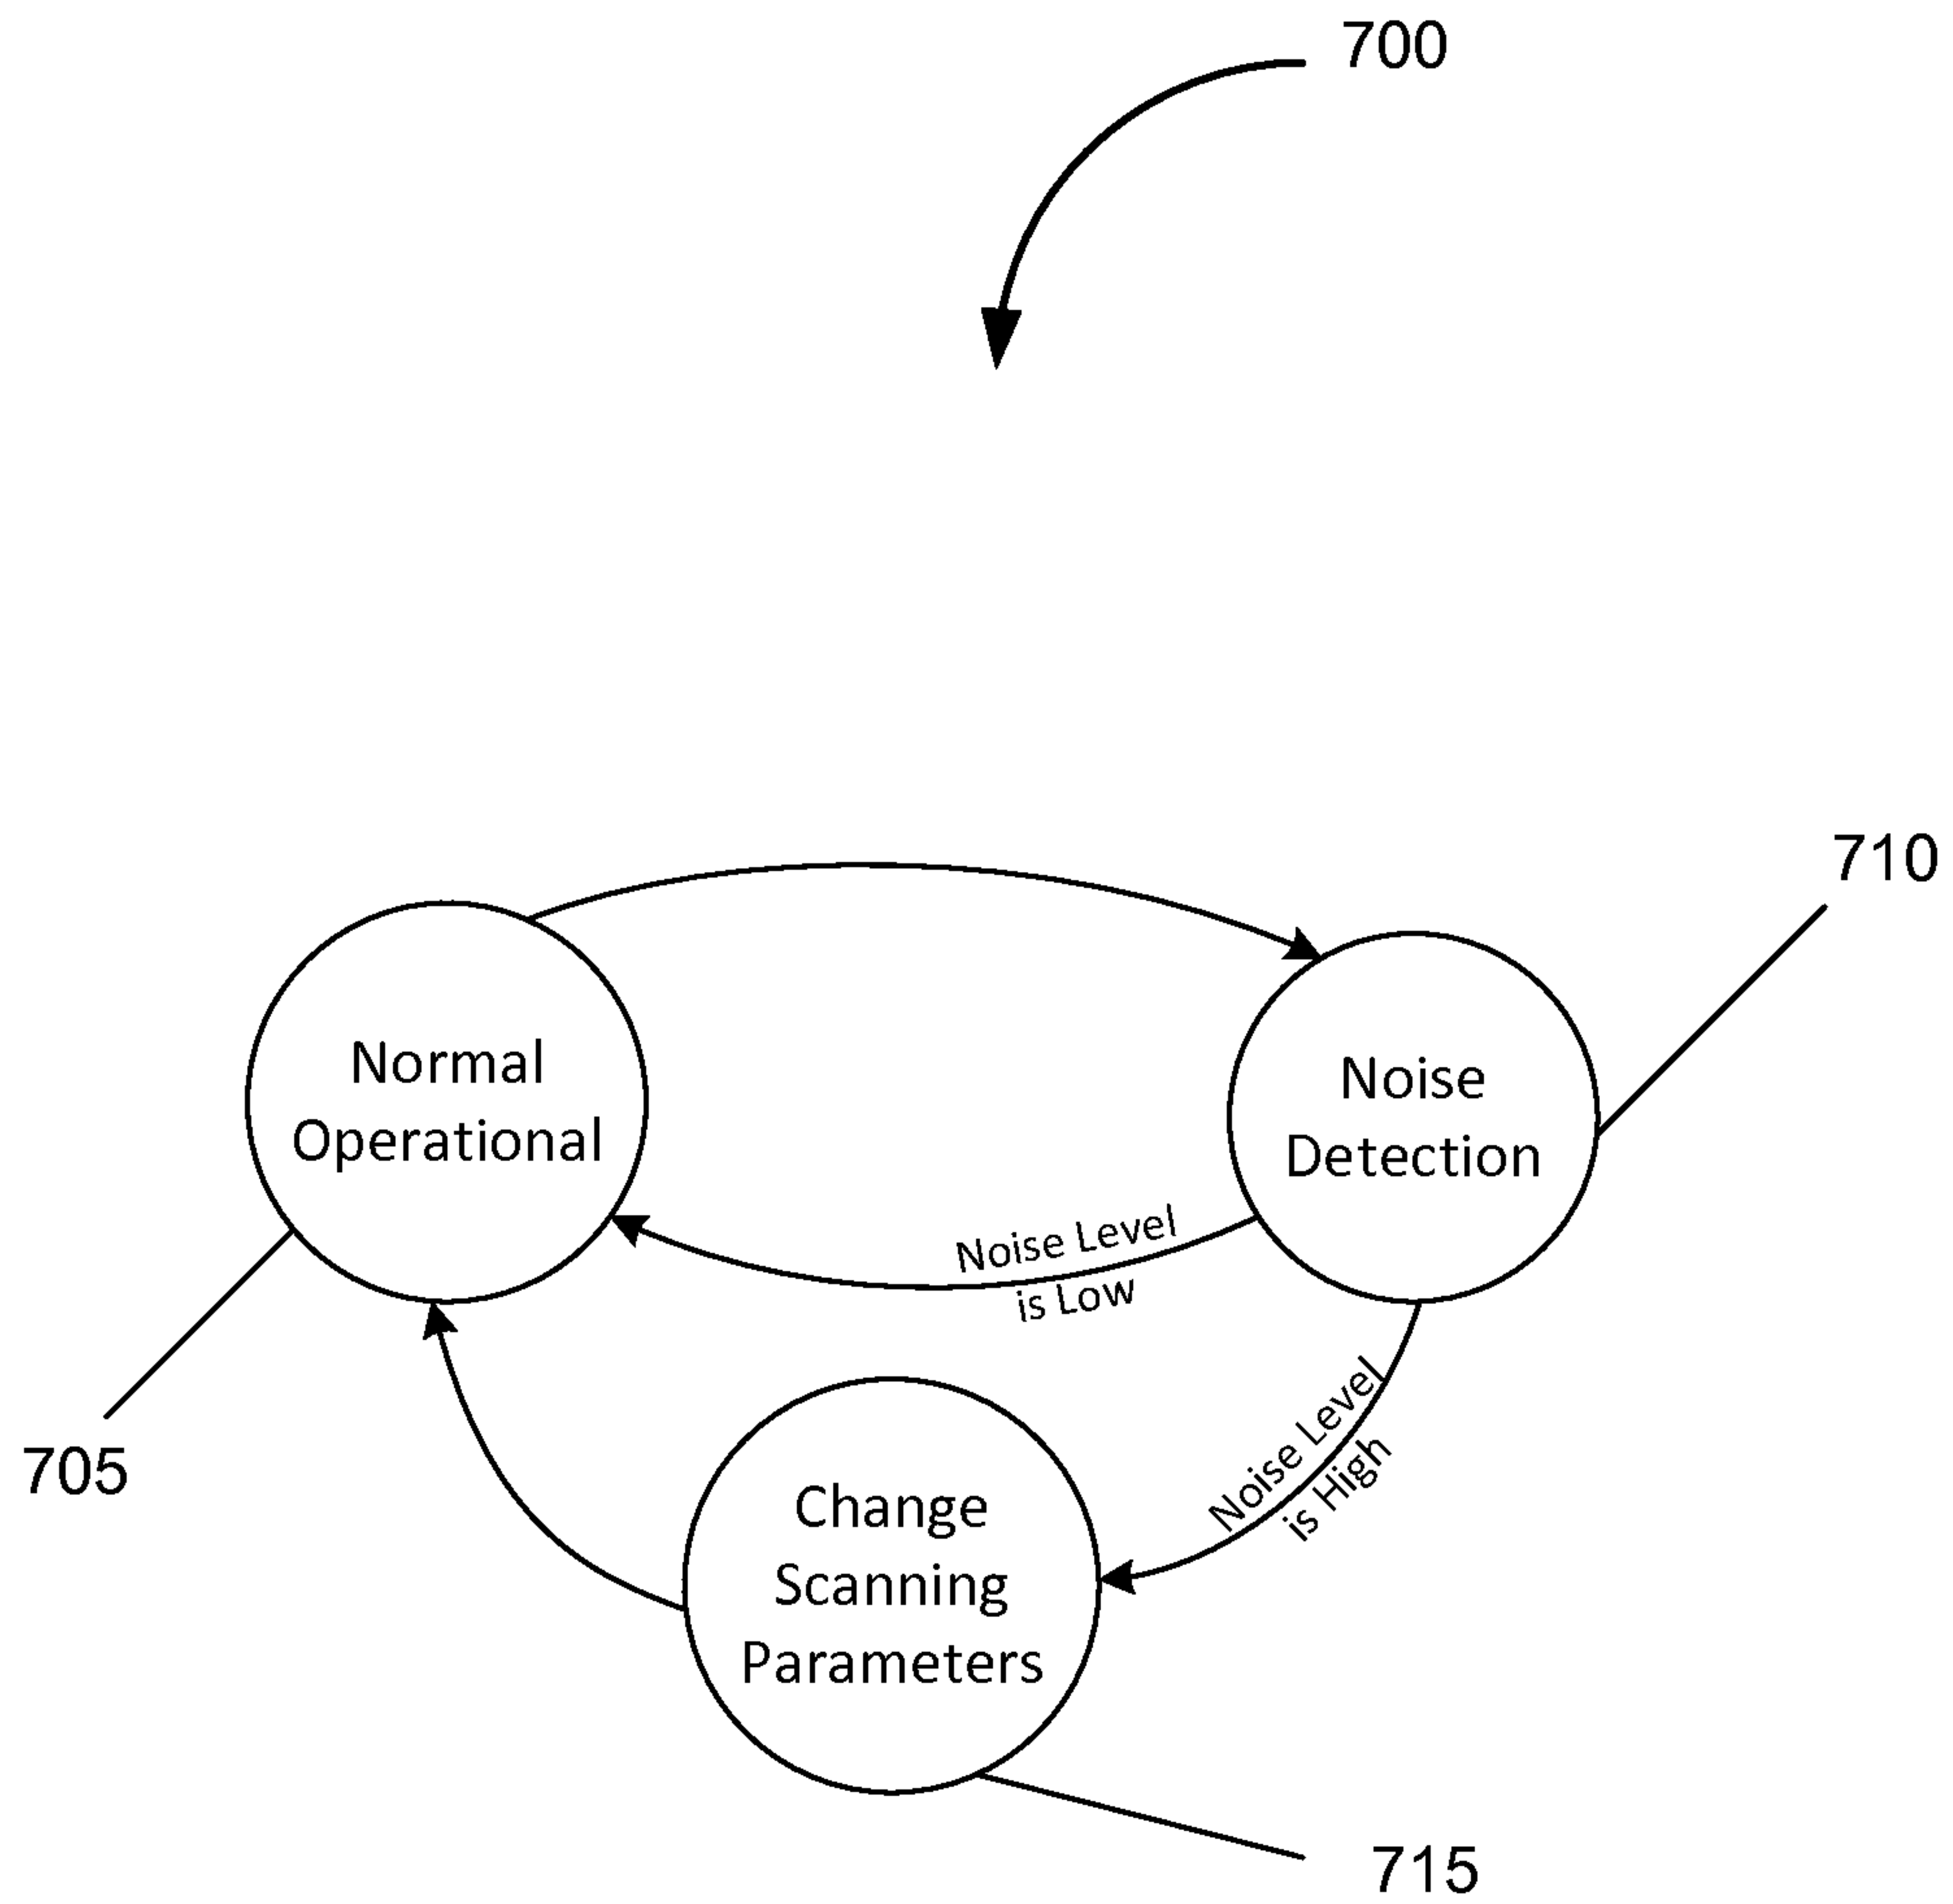 700
710
Normal
Operational
Noise
Detection
Noise Level
is Low
Noise Level
is High
705
Change
Scanning
Parameters
715